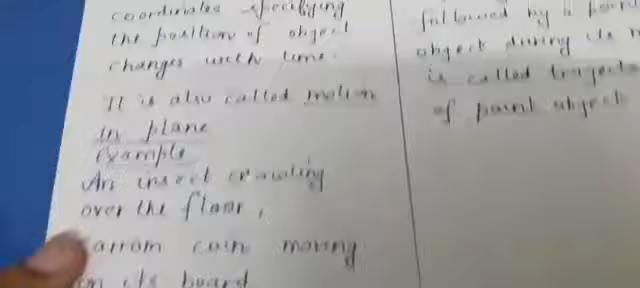 coordinates specifying
the position of object
changes with time.
It is also called motion
in plane
Example
An insect crawling
over the floor,
carrom coin moving
on its board
followed by a point
object during its
is called
of point object